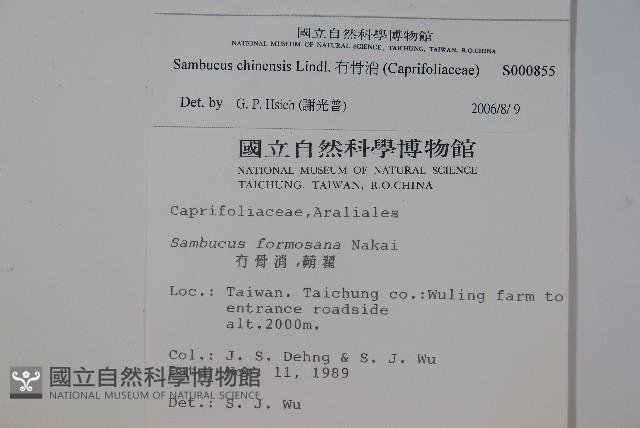 國立自然科學博物館
NATIONAL MUSEUM OF NATURAL SCIENCE, TAICHUNG, TAIWAN, R.O.CHINA
Sambucus chinensis Lindl. 冇骨消 (Caprifoliaceae) S000855
Det. by G. P. Hsieh (謝光普) 2006/8/9
國立自然科學博物館
NATIONAL MUSEUM OF NATURAL SCIENCE
TAICHUNG, TAIWAN, R.O.CHINA
Caprifoliaceae,Araliales
Sambucus formosana Nakai
冇骨消,蒴藋
Loc.: Taiwan. Taichung co.:Wuling farm to
entrance roadside
alt.2000m.
Col.: J. S. Dehng & S. J. Wu
11, 1989
Det.: S. J. Wu
國立自然科學博物館
NATIONAL MUSEUM OF NATURAL SCIENCE